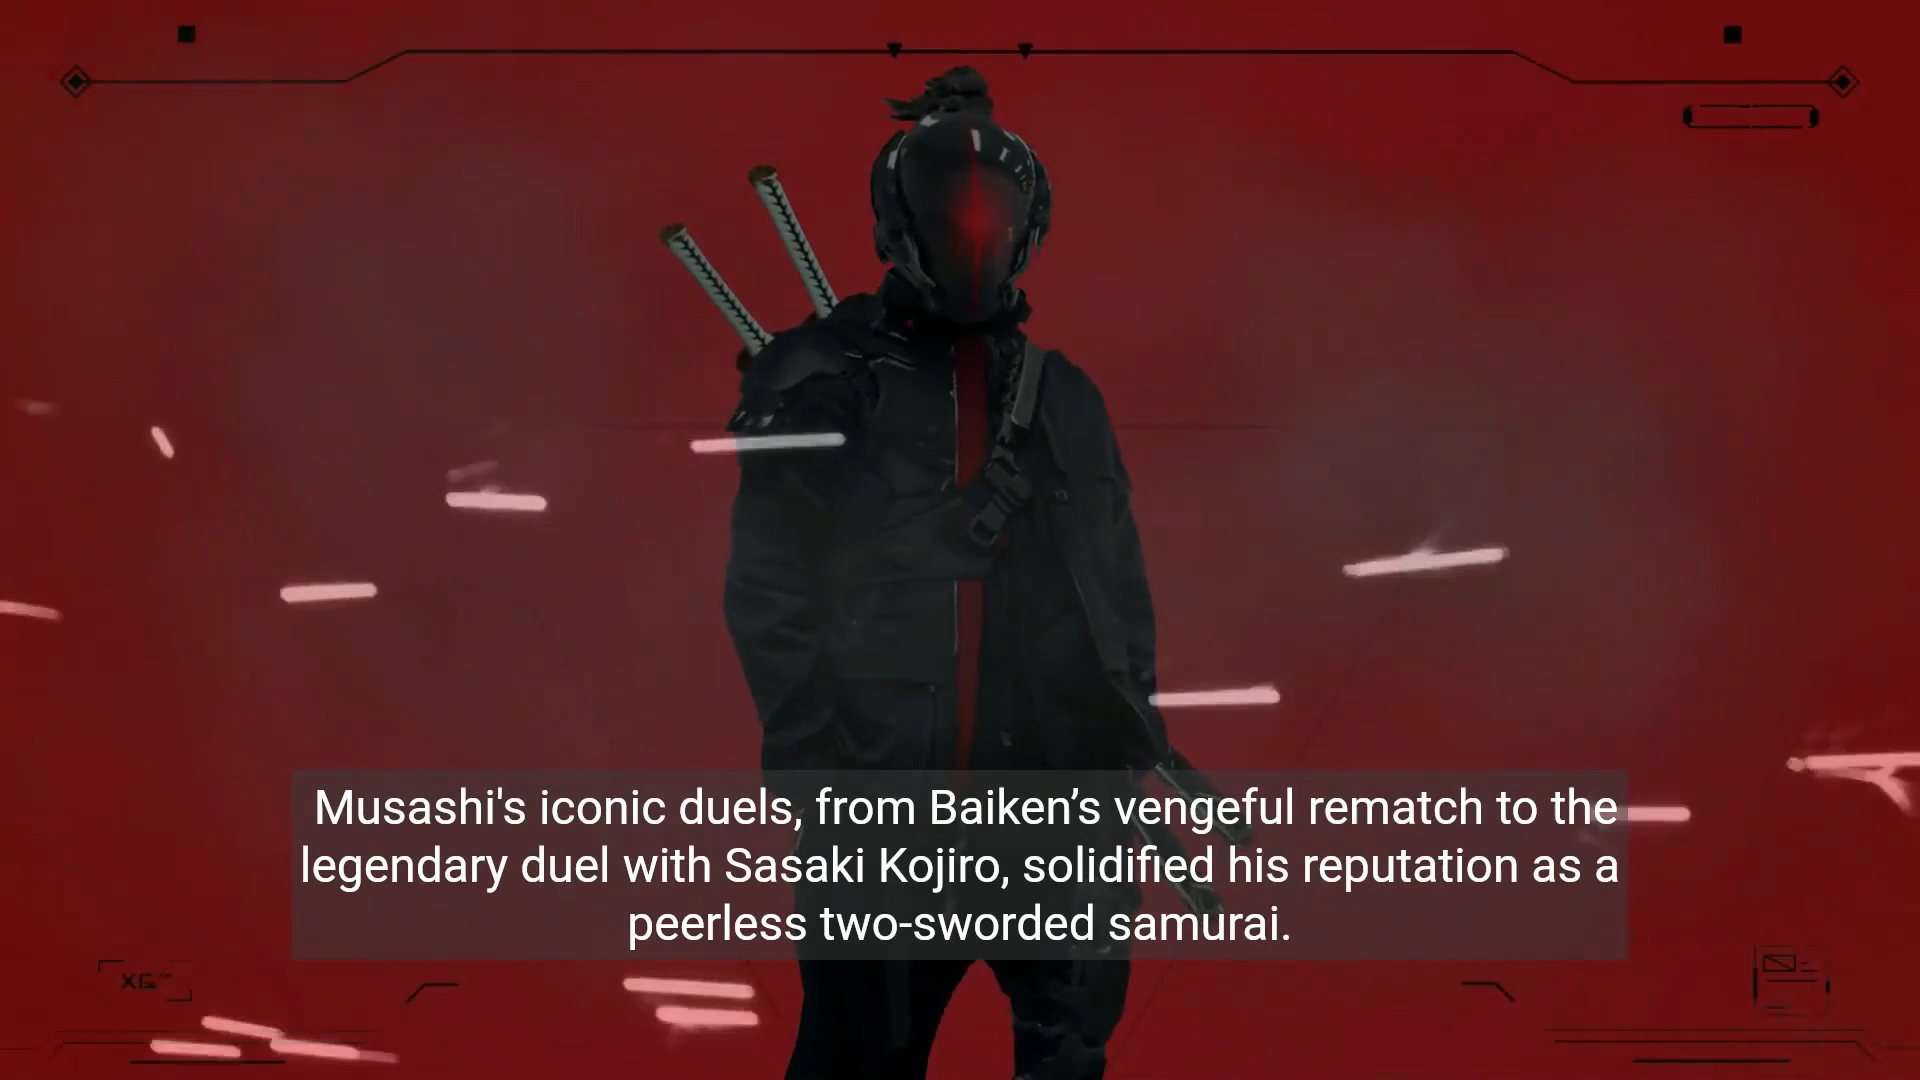 Musashi's iconic duels, from Baiken’s vengeful rematch to the
legendary duel with Sasaki Kojiro, solidified his reputation as a
peerless two-sworded samurai.